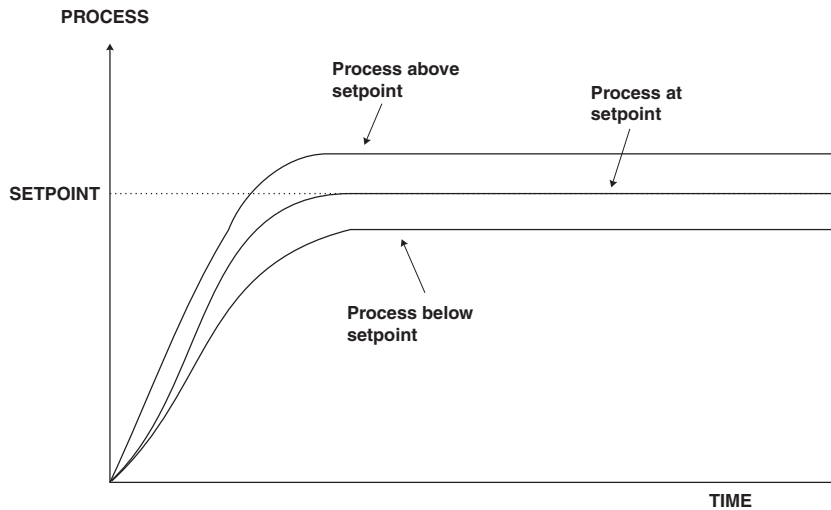 PROCESS
Process above
setpoint
Process at
setpoint
SETPOINT
Process below
setpoint
TIME